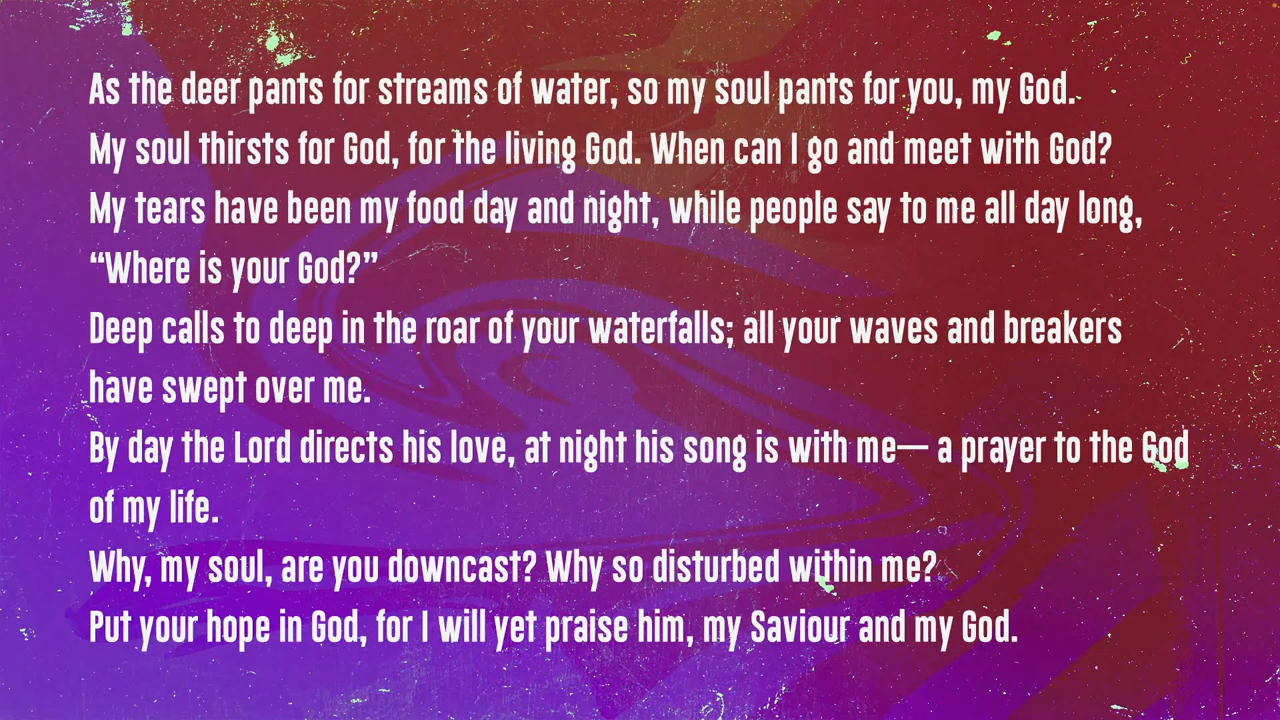 As the deer pants for streams of water, so my soul pants for you, my God.
My soul thirsts for God, for the living God. When can I go and meet with God?
My tears have been my food day and night, while people say to me all day long,
“Where is your God?”
Deep calls to deep in the roar of your waterfalls; all your waves and breakers
have swept over me.
By day the Lord directs his love, at night his song is with me— a prayer to the God
of my life.
Why, my soul, are you downcast? Why so disturbed within me?
Put your hope in God, for I will yet praise him, my Saviour and my God.